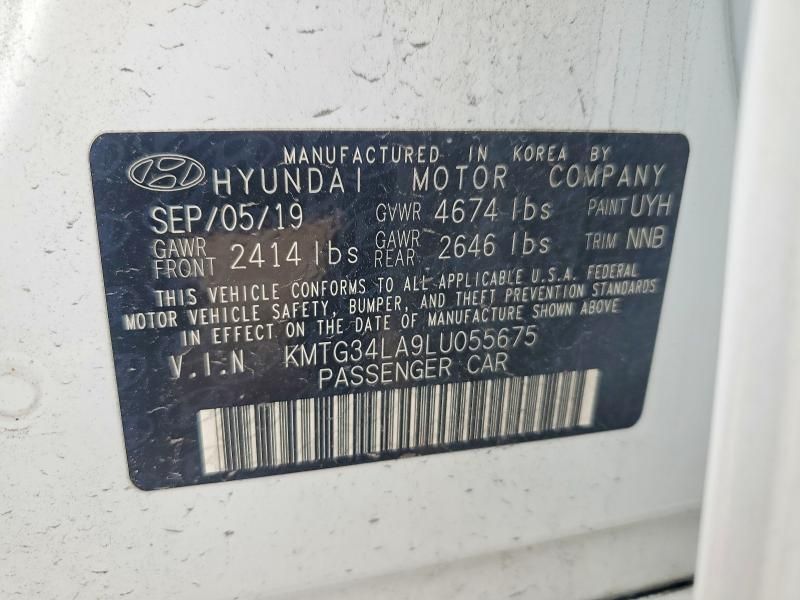 MANUFACTURED IN KOREA BY
HYUNDAI MOTOR COMPANY
SEP/05/19 GVWR 4674 lbs PAINT UYH
GAWR FRONT 2414 lbs GAWR REAR 2646 lbs TRIM NNB
THIS VEHICLE CONFORMS TO ALL APPLICABLE U.S.A. FEDERAL
MOTOR VEHICLE SAFETY, BUMPER, AND THEFT PREVENTION STANDARDS
IN EFFECT ON THE DATE OF MANUFACTURE SHOWN ABOVE
V.I.N KMTG34LA9LU055675
PASSENGER CAR